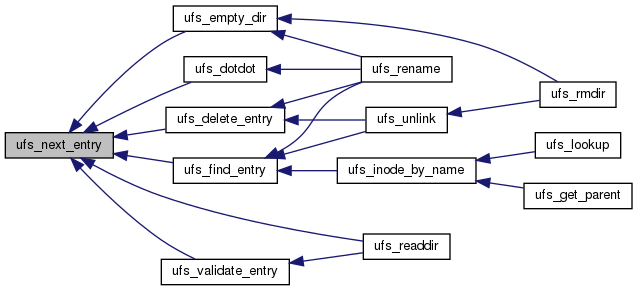 ufs_empty_dir
ufs_dotdot
ufs_rename
ufs_rmdir
ufs_delete_entry
ufs_unlink
ufs_next_entry
ufs_lookup
ufs_find_entry
ufs_inode_by_name
ufs_get_parent
ufs_readdir
ufs_validate_entry